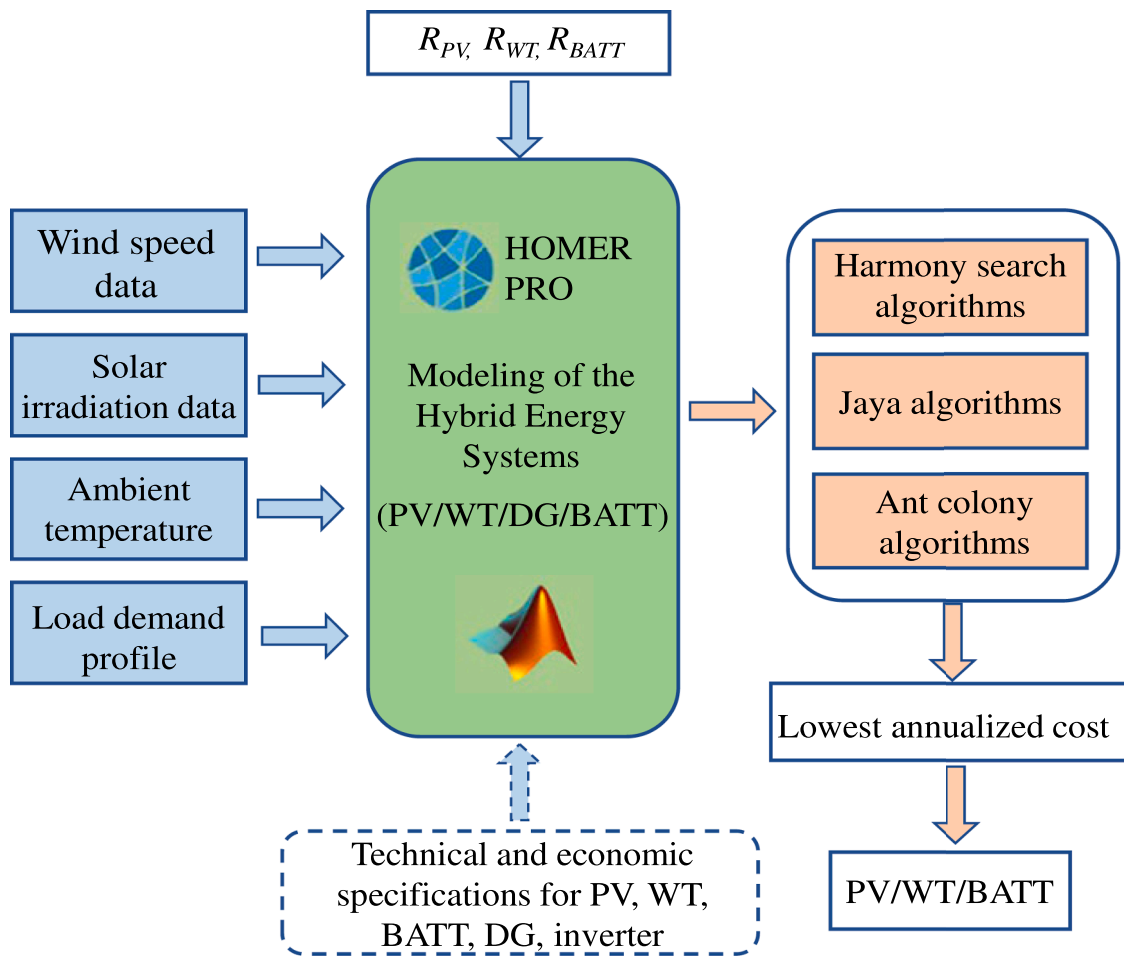 R_PV, R_WT, R_BATT
Wind speed
data
Solar
irradiation data
Ambient
temperature
Load demand
profile
HOMER
PRO
Modeling of the
Hybrid Energy
Systems
(PV/WT/DG/BATT)
Technical and economic
specifications for PV, WT,
BATT, DG, inverter
Harmony search
algorithms
Jaya algorithms
Ant colony
algorithms
Lowest annualized cost
PV/WT/BATT